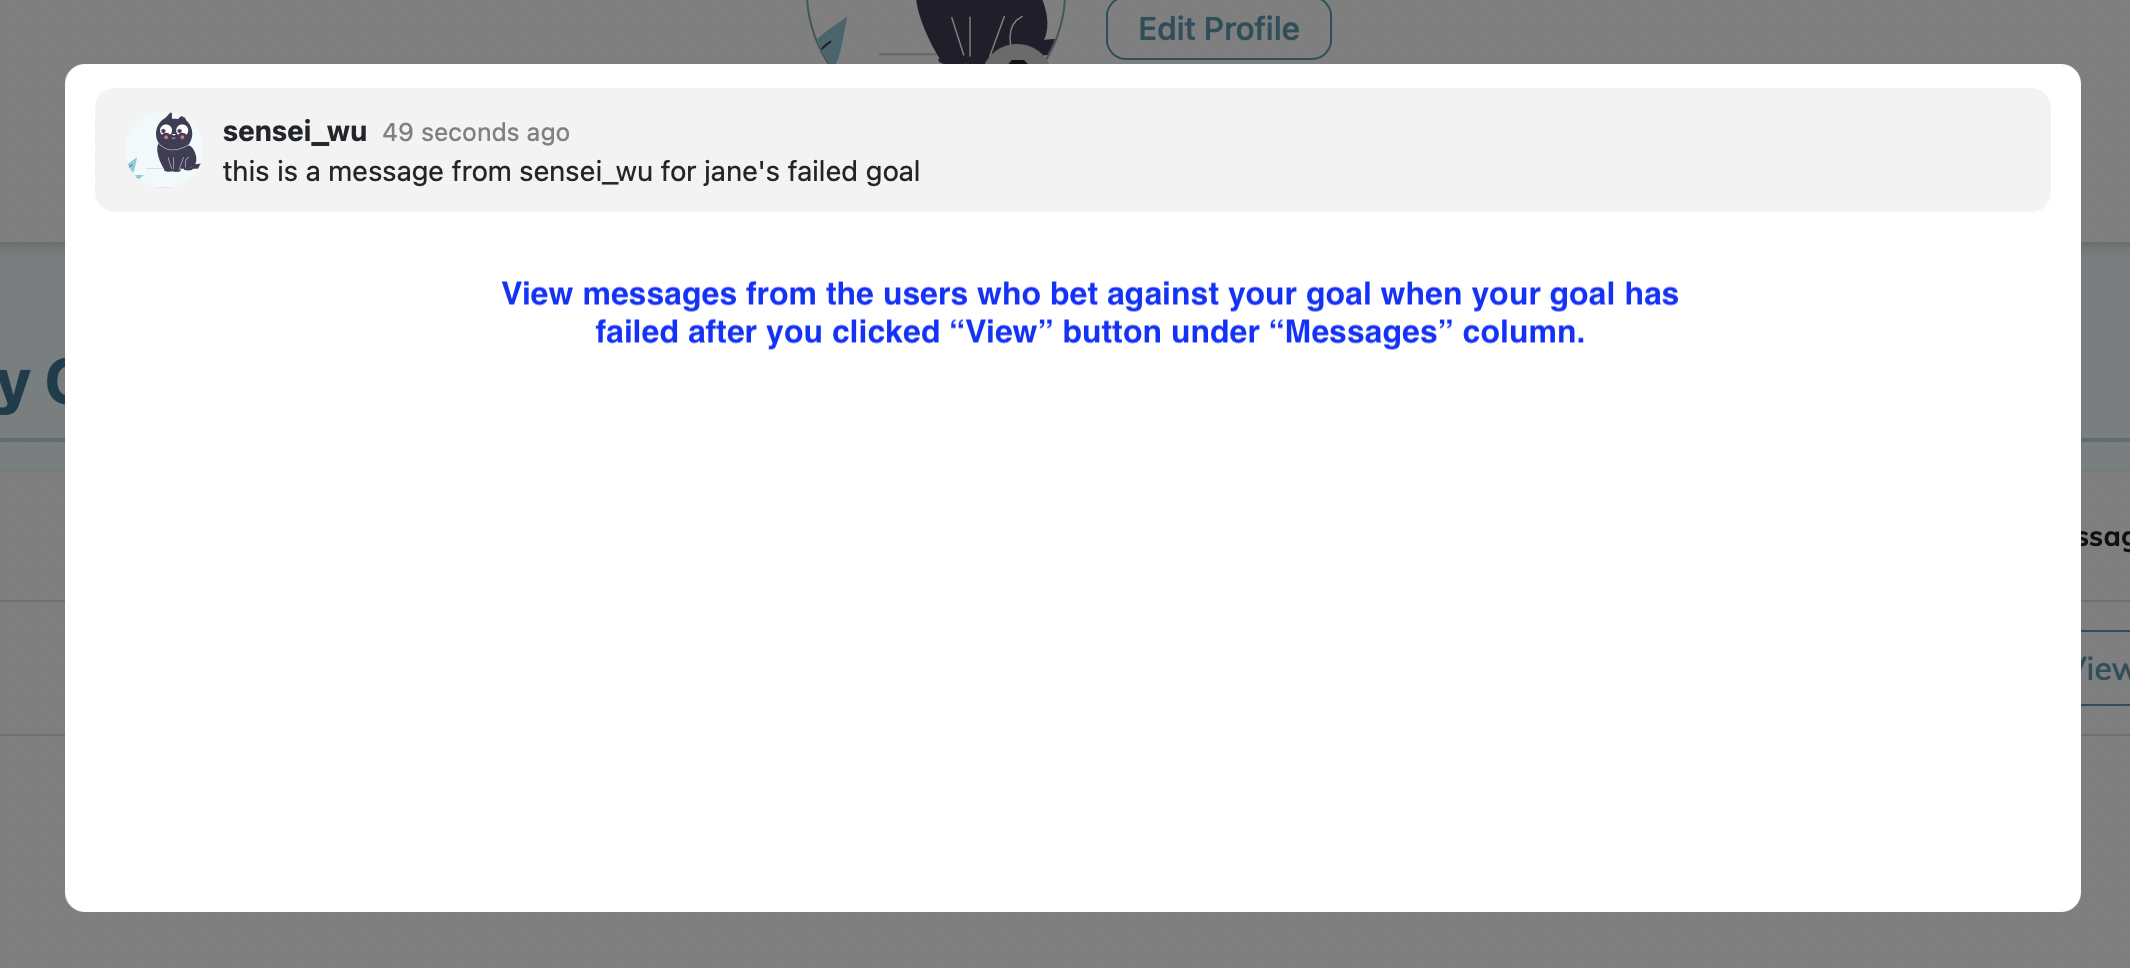 Edit Profile
sensei_wu 49 seconds ago
this is a message from sensei_wu for jane's failed goal
View messages from the users who bet against your goal when your goal has
failed after you clicked “View” button under “Messages” column.